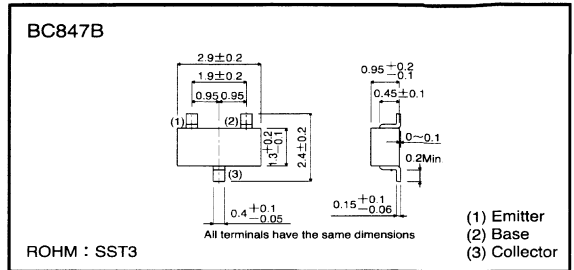 BC847B
2.9±0.2
1.9±0.2
0.95 0.95
(1)
(2)
(3)
1.3+0.2−0.1
2.4±0.2
0.4+0.1−0.05
0.95+0.2−0.1
0.45±0.1
0~0.1
0.2Min
0.15+0.1−0.06
All terminals have the same dimensions
ROHM : SST3
(1) Emitter
(2) Base
(3) Collector